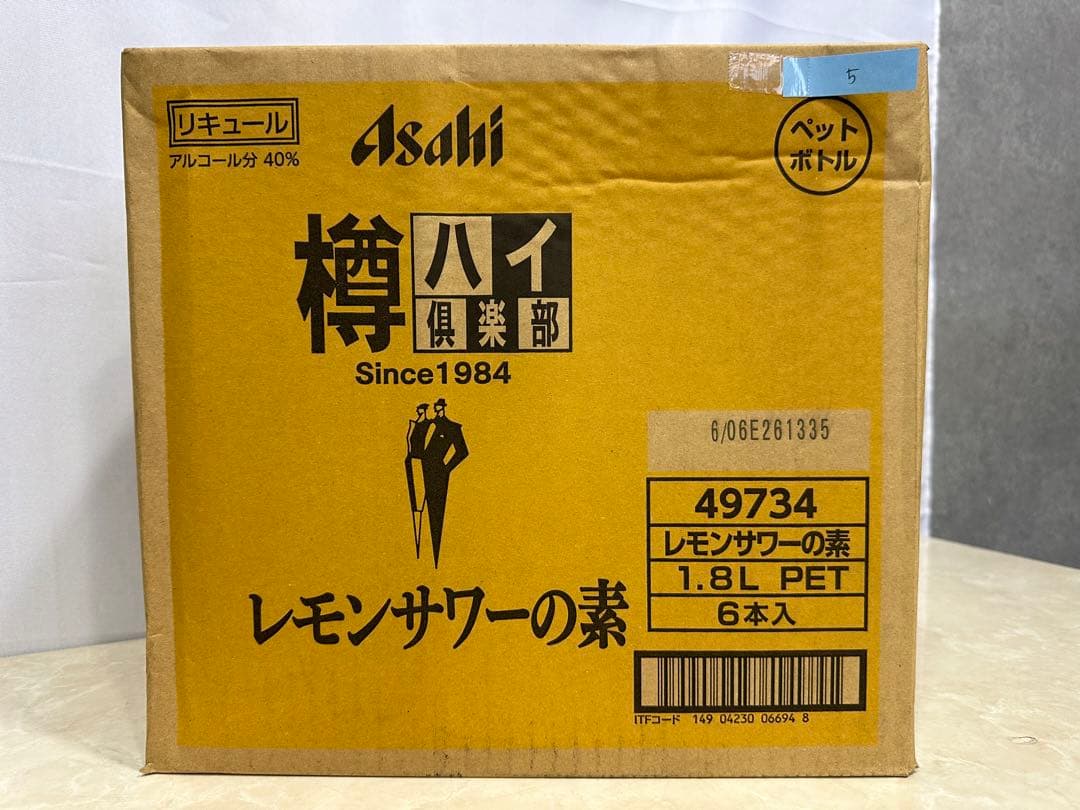 5
リキュール
アルコール分 40%
Asahi
ペット
ボトル
樽ハイ
倶楽部
Since1984
6/06E261335
49734
レモンサワーの素
1.8L PET
6本入
レモンサワーの素
ITFコード 149 04230 06694 8